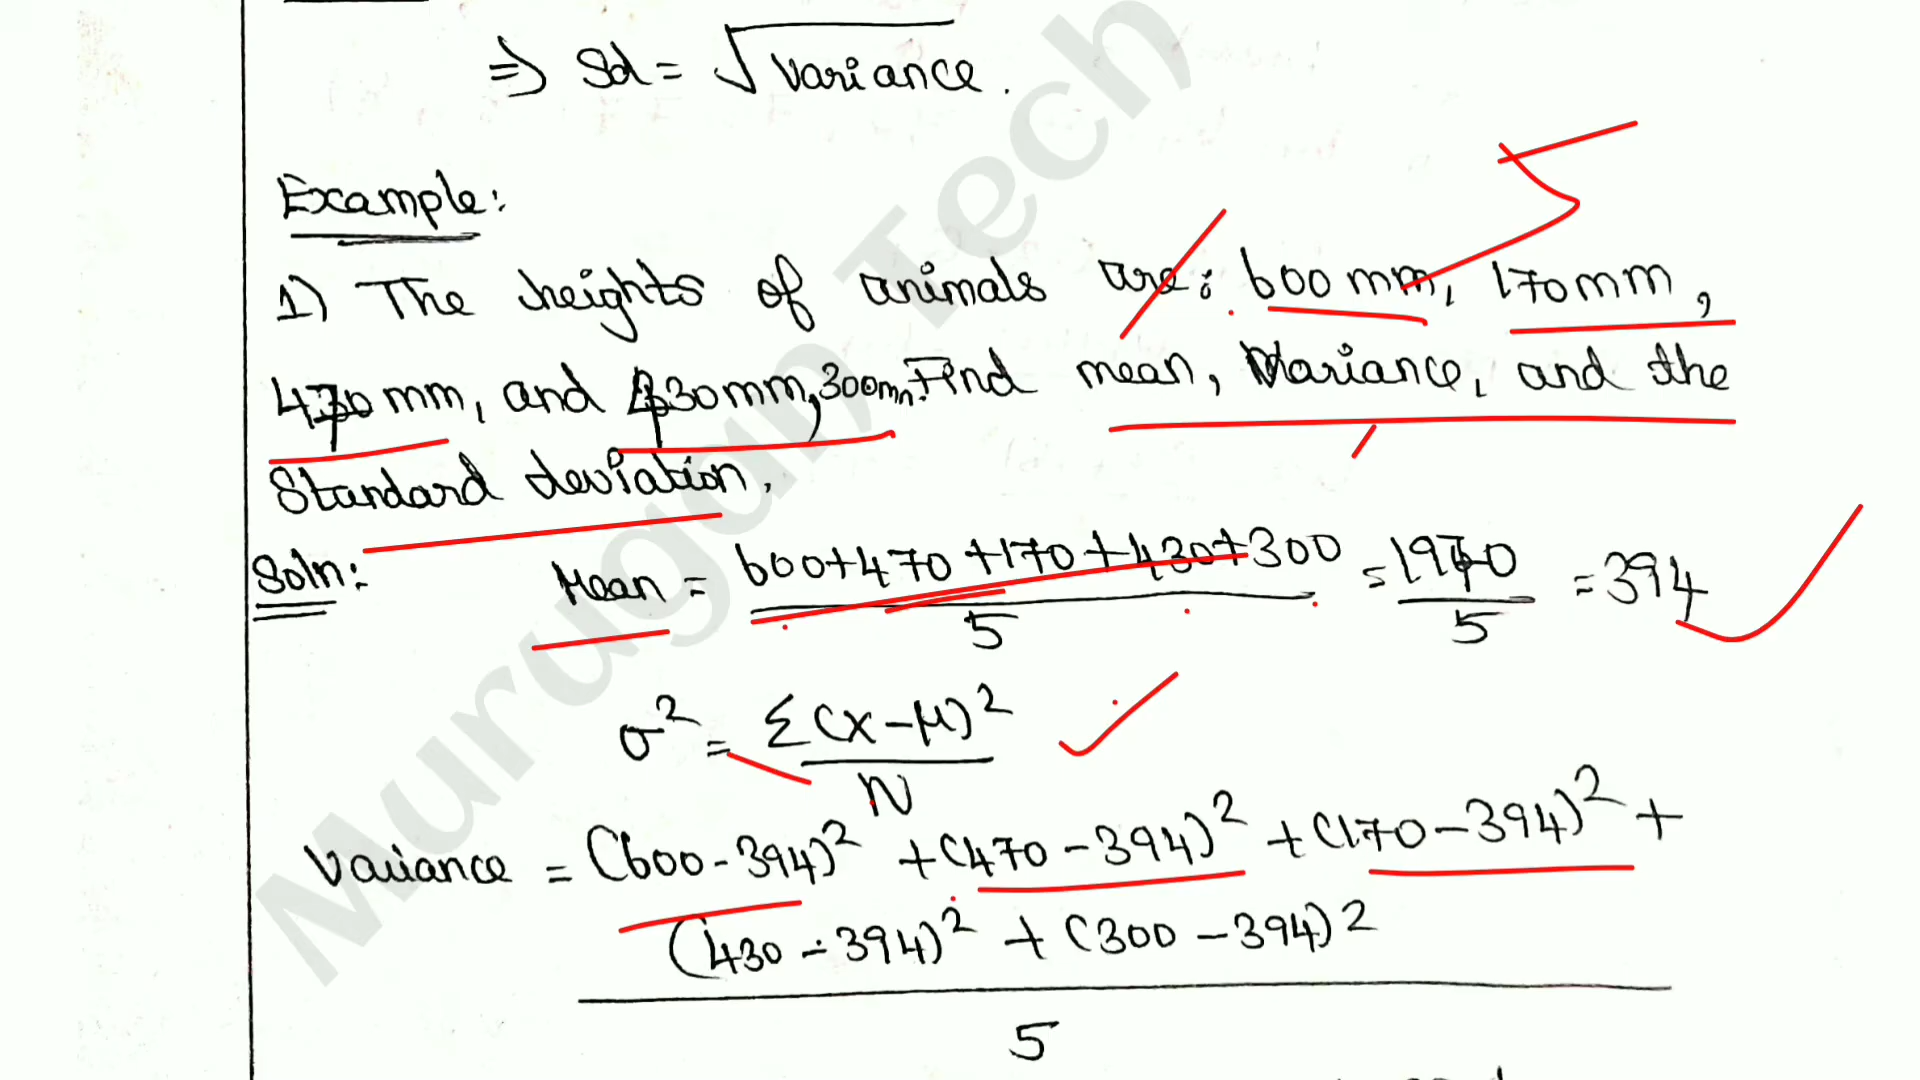 =) Sd = √variance.
Example:
1) The heights of animals are: 600 mm, 170mm,
470 mm, and 430mm, 300mm. Find mean, Variance, and the
Standard deviation.
Soln:
Mean = 600+470+170+430+300 / 5 = 1970 / 5 = 394
σ² = Σ(x-μ)² / N
Variance = (600-394)² + (470-394)² + (170-394)² +
(430-394)² + (300-394)2
5
Murugan Tech